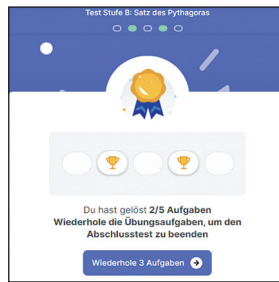 Test Stufe B: Satz des Pythagoras
Du hast gelöst 2/5 Aufgaben
Wiederhole die Übungsaufgaben, um den
Abschlusstest zu beenden
Wiederhole 3 Aufgaben